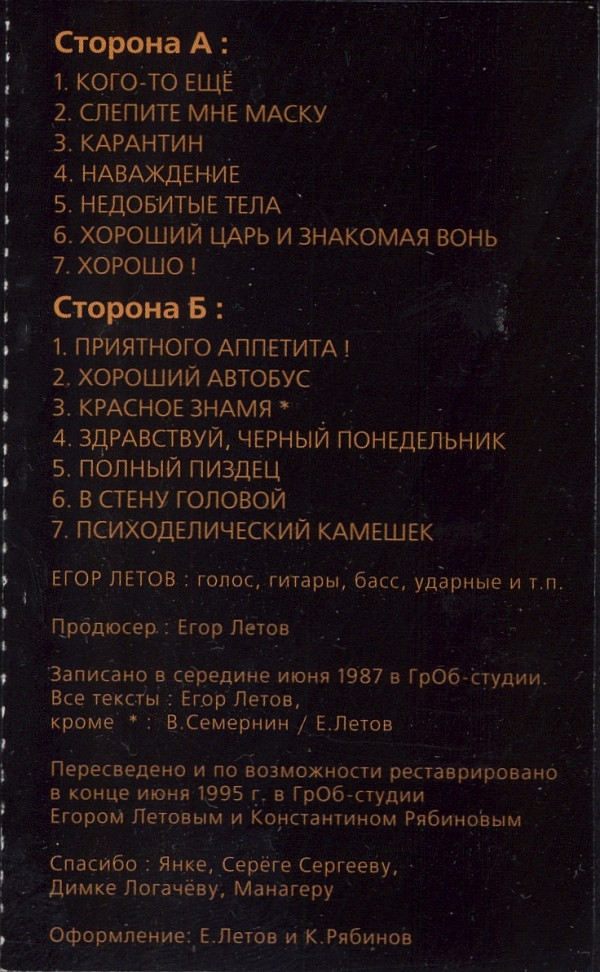 Сторона А :
1. КОГО-ТО ЕЩЁ
2. СЛЕПИТЕ МНЕ МАСКУ
3. КАРАНТИН
4. НАВАЖДЕНИЕ
5. НЕДОБИТЫЕ ТЕЛА
6. ХОРОШИЙ ЦАРЬ И ЗНАКОМАЯ ВОНЬ
7. ХОРОШО !
Сторона Б :
1. ПРИЯТНОГО АППЕТИТА !
2. ХОРОШИЙ АВТОБУС
3. КРАСНОЕ ЗНАМЯ *
4. ЗДРАВСТВУЙ, ЧЕРНЫЙ ПОНЕДЕЛЬНИК
5. ПОЛНЫЙ ПИЗДЕЦ
6. В СТЕНУ ГОЛОВОЙ
7. ПСИХОДЕЛИЧЕСКИЙ КАМЕШЕК
ЕГОР ЛЕТОВ : голос, гитары, басс, ударные и т.п.
Продюсер : Егор Летов
Записано в середине июня 1987 в ГрОб-студии.
Все тексты : Егор Летов,
кроме * : В.Семернин / Е.Летов
Пересведено и по возможности реставрировано
в конце июня 1995 г. в ГрОб-студии
Егором Летовым и Константином Рябиновым
Спасибо : Янке, Серёге Сергееву,
Димке Логачёву, Манагеру
Оформление: Е.Летов и К.Рябинов